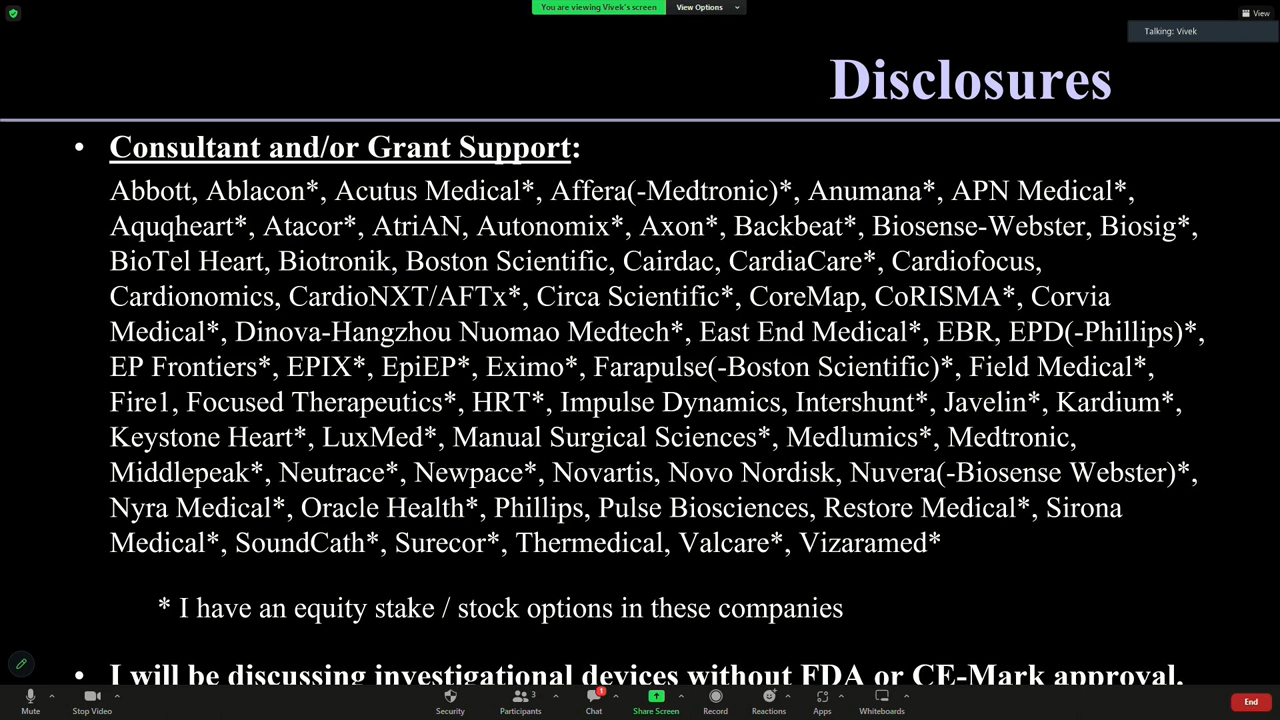 You are viewing Vivek's screen
View Options
View
Talking: Vivek
Disclosures
• Consultant and/or Grant Support:
Abbott, Ablacon*, Acutus Medical*, Affera(-Medtronic)*, Anumana*, APN Medical*,
Aquqheart*, Atacor*, AtriAN, Autonomix*, Axon*, Backbeat*, Biosense-Webster, Biosig*,
BioTel Heart, Biotronik, Boston Scientific, Cairdac, CardiaCare*, Cardiofocus,
Cardionomics, CardioNXT/AFTx*, Circa Scientific*, CoreMap, CoRISMA*, Corvia
Medical*, Dinova-Hangzhou Nuomao Medtech*, East End Medical*, EBR, EPD(-Phillips)*,
EP Frontiers*, EPIX*, EpiEP*, Eximo*, Farapulse(-Boston Scientific)*, Field Medical*,
Fire1, Focused Therapeutics*, HRT*, Impulse Dynamics, Intershunt*, Javelin*, Kardium*,
Keystone Heart*, LuxMed*, Manual Surgical Sciences*, Medlumics*, Medtronic,
Middlepeak*, Neutrace*, Newpace*, Novartis, Novo Nordisk, Nuvera(-Biosense Webster)*,
Nyra Medical*, Oracle Health*, Phillips, Pulse Biosciences, Restore Medical*, Sirona
Medical*, SoundCath*, Surecor*, Thermedical, Valcare*, Vizaramed*
* I have an equity stake / stock options in these companies
• I will be discussing investigational devices without FDA or CE-Mark approval.
Mute
Stop Video
Security
Participants
3
Chat
1
Share Screen
Record
Reactions
Apps
Whiteboards
End